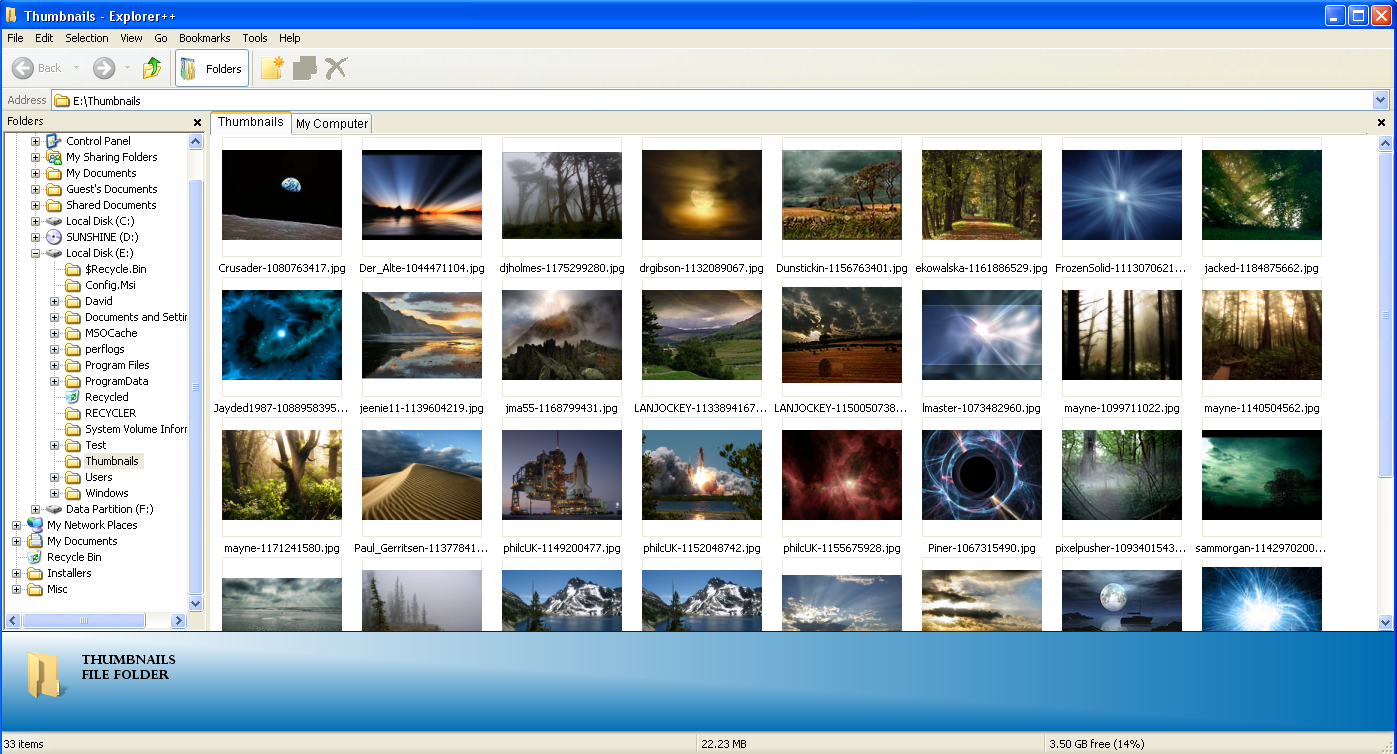 Thumbnails - Explorer++
File Edit Selection View Go Bookmarks Tools Help
Back Folders
Address E:\Thumbnails
Folders
Control Panel
My Sharing Folders
My Documents
Guest's Documents
Shared Documents
Local Disk (C:)
SUNSHINE (D:)
Local Disk (E:)
$Recycle.Bin
Config.Msi
David
Documents and Settir
MSOCache
perflogs
Program Files
ProgramData
Recycled
RECYCLER
System Volume Inforr
Test
Thumbnails
Users
Windows
Data Partition (F:)
My Network Places
My Documents
Recycle Bin
Installers
Misc
Thumbnails My Computer
Crusader-1080763417.jpg Der_Alte-1044471104.jpg djholmes-1175299280.jpg drgibson-1132089067.jpg Dunstickin-1156763401.jpg ekowalska-1161886529.jpg FrozenSolid-1113070621... jacked-1184875662.jpg
Jayded1987-1088958395... jeenie11-1139604219.jpg jma55-1168799431.jpg LANJOCKEY-1133894167... LANJOCKEY-1150050738... lmaster-1073482960.jpg mayne-1099711022.jpg mayne-1140504562.jpg
mayne-1171241580.jpg Paul_Gerritsen-11377841... philcUK-1149200477.jpg philcUK-1152048742.jpg philcUK-1155675928.jpg Piner-1067315490.jpg pixelpusher-1093401543... sammorgan-1142970200...
THUMBNAILS
FILE FOLDER
33 items 22.23 MB 3.50 GB free (14%)